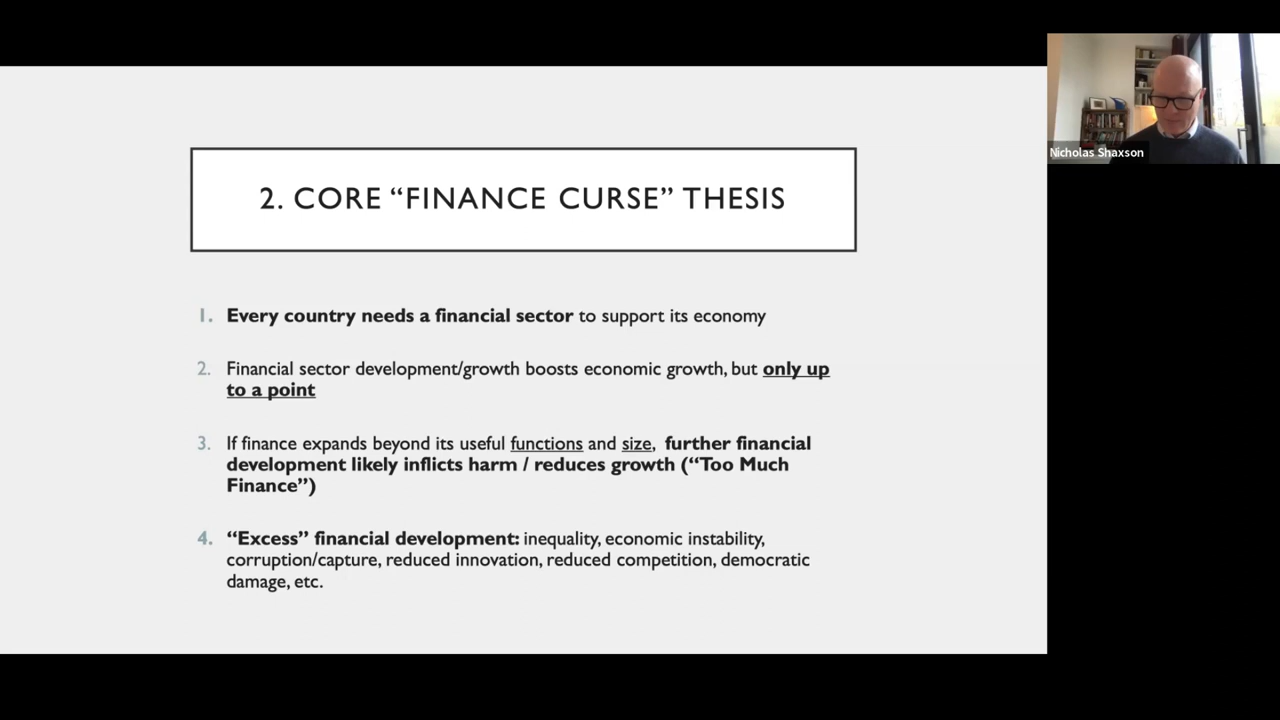 2. CORE “FINANCE CURSE” THESIS
1. Every country needs a financial sector to support its economy
2. Financial sector development/growth boosts economic growth, but only up
to a point
3. If finance expands beyond its useful functions and size, further financial
development likely inflicts harm / reduces growth (“Too Much
Finance”)
4. “Excess” financial development: inequality, economic instability,
corruption/capture, reduced innovation, reduced competition, democratic
damage, etc.
Nicholas Shaxson